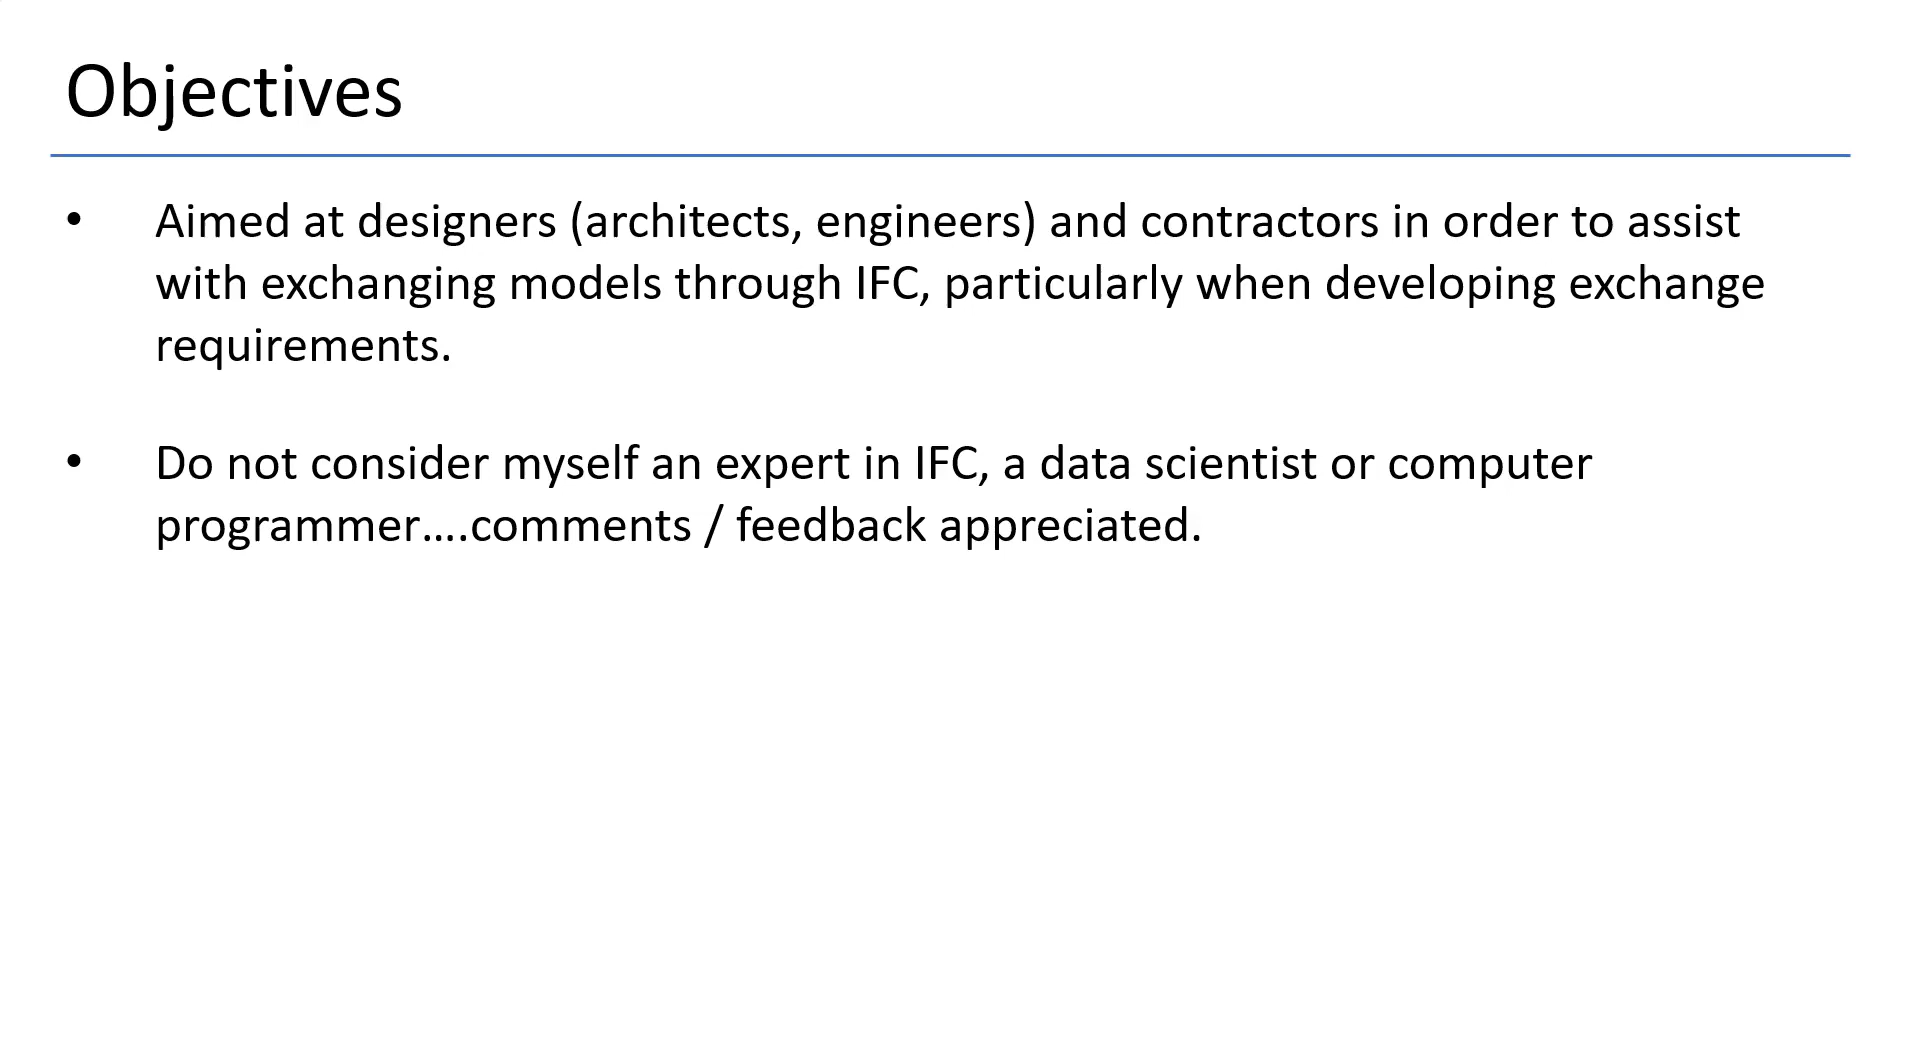 Objectives
• Aimed at designers (architects, engineers) and contractors in order to assist
with exchanging models through IFC, particularly when developing exchange
requirements.
• Do not consider myself an expert in IFC, a data scientist or computer
programmer….comments / feedback appreciated.